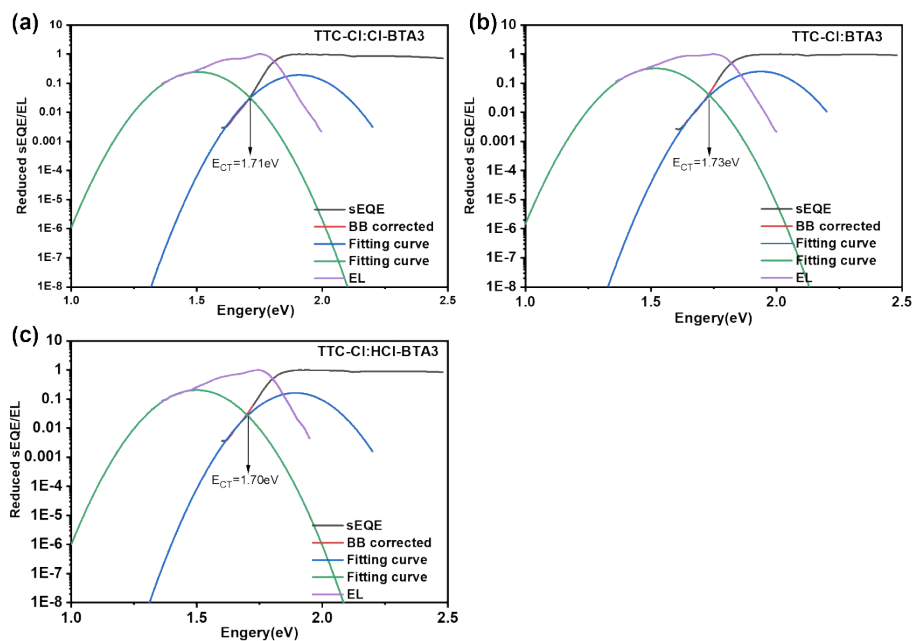 (a)
TTC-Cl:Cl-BTA3
Reduced sEQE/EL
10
1
0.1
0.01
0.001
1E-4
1E-5
1E-6
1E-7
1E-8
E_CT=1.71eV
sEQE
BB corrected
Fitting curve
Fitting curve
EL
1.0 1.5 2.0 2.5
Engery(eV)
(b)
TTC-Cl:BTA3
Reduced sEQE/EL
10
1
0.1
0.01
0.001
1E-4
1E-5
1E-6
1E-7
1E-8
E_CT=1.73eV
sEQE
BB corrected
Fitting curve
Fitting curve
EL
1.0 1.5 2.0 2.5
Engery(eV)
(c)
TTC-Cl:HCl-BTA3
Reduced sEQE/EL
10
1
0.1
0.01
0.001
1E-4
1E-5
1E-6
1E-7
1E-8
E_CT=1.70eV
sEQE
BB corrected
Fitting curve
Fitting curve
EL
1.0 1.5 2.0 2.5
Engery(eV)